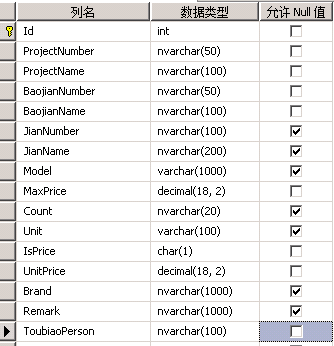 列名 数据类型 允许 Null 值
Id int
ProjectNumber nvarchar(50)
ProjectName nvarchar(100)
BaojianNumber nvarchar(50)
BaojianName nvarchar(100)
JianNumber nvarchar(100)
JianName nvarchar(200)
Model varchar(1000)
MaxPrice decimal(18, 2)
Count nvarchar(20)
Unit varchar(100)
IsPrice char(1)
UnitPrice decimal(18, 2)
Brand nvarchar(1000)
Remark nvarchar(1000)
ToubiaoPerson nvarchar(100)